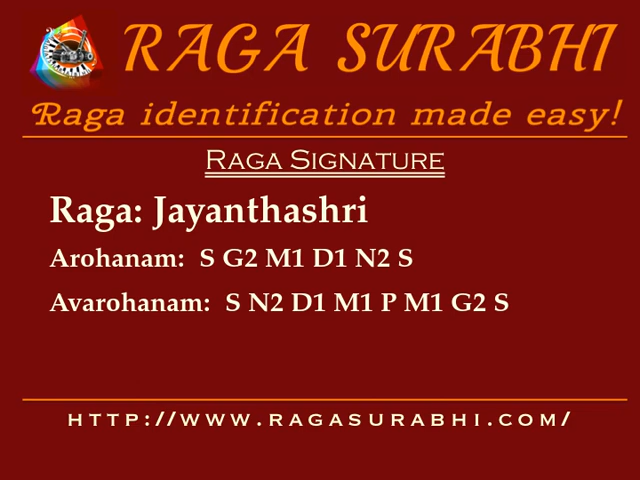 RAGA SURABHI
Raga identification made easy!
RAGA SIGNATURE
Raga: Jayanthashri
Arohanam: S G2 M1 D1 N2 S
Avarohanam: S N2 D1 M1 P M1 G2 S
HTTP://WWW.RAGASURABHI.COM/